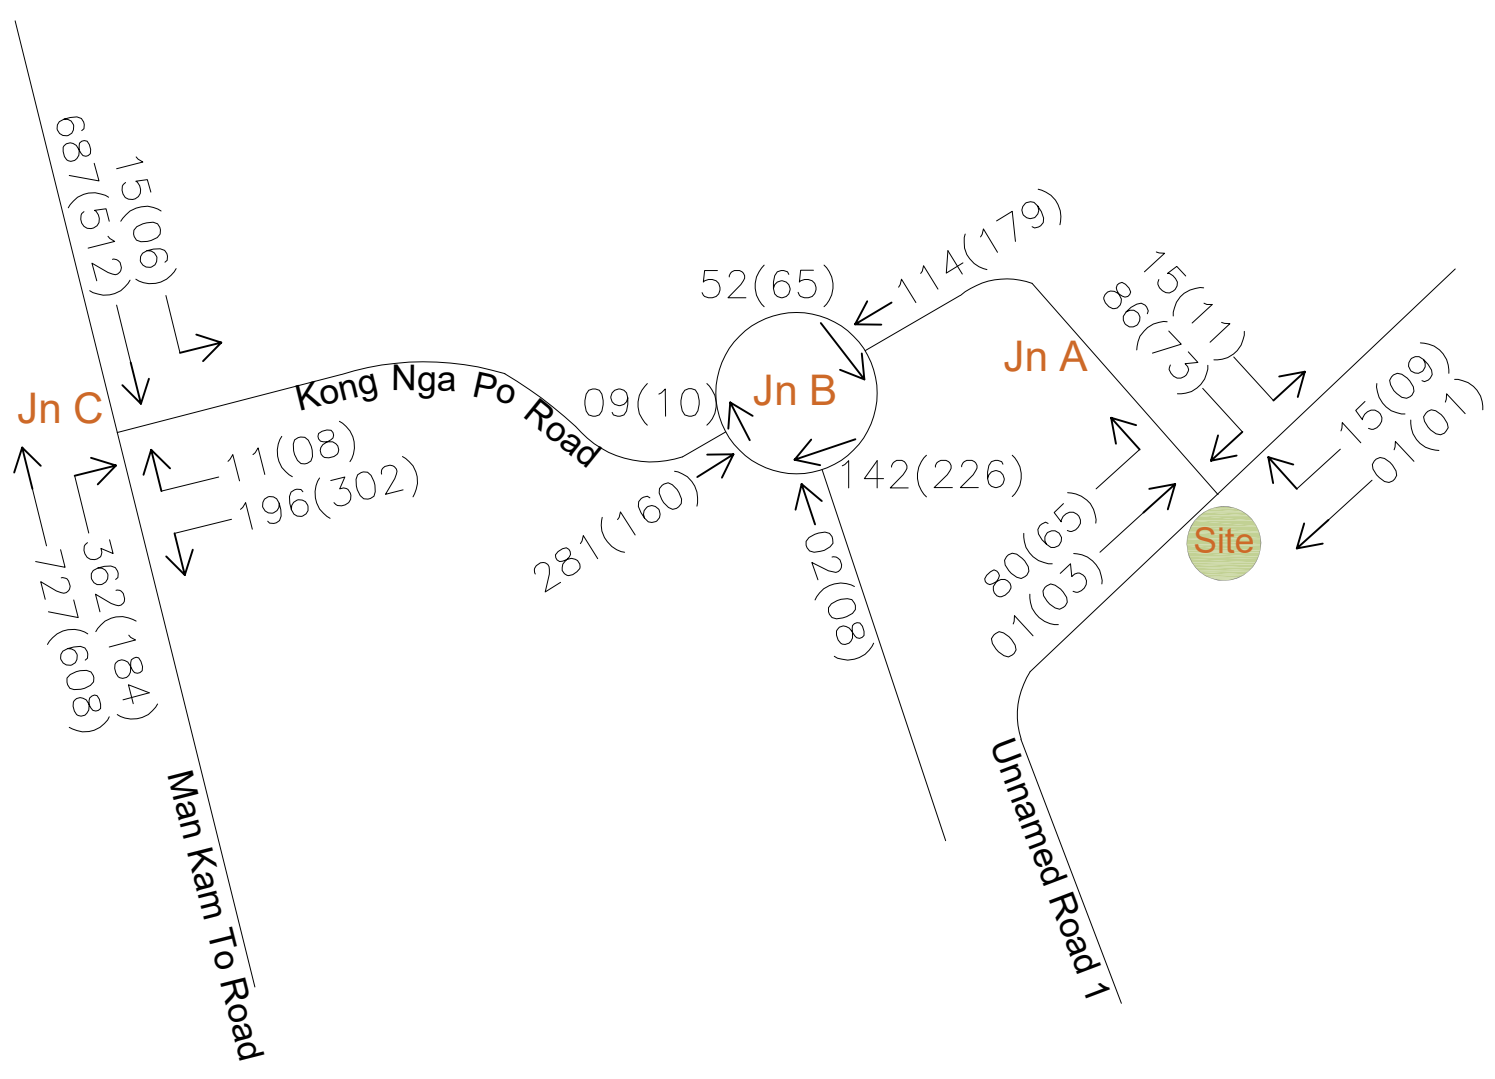 687(512)
15(06)
Jn C
Kong Nga Po Road
11(08)
196(302)
362(184)
727(608)
Man Kam To Road
52(65)
114(179)
09(10)
Jn B
281(160)
142(226)
02(08)
Jn A
15(11)
86(73)
15(09)
01(01)
80(65)
01(03)
Site
Unnamed Road 1